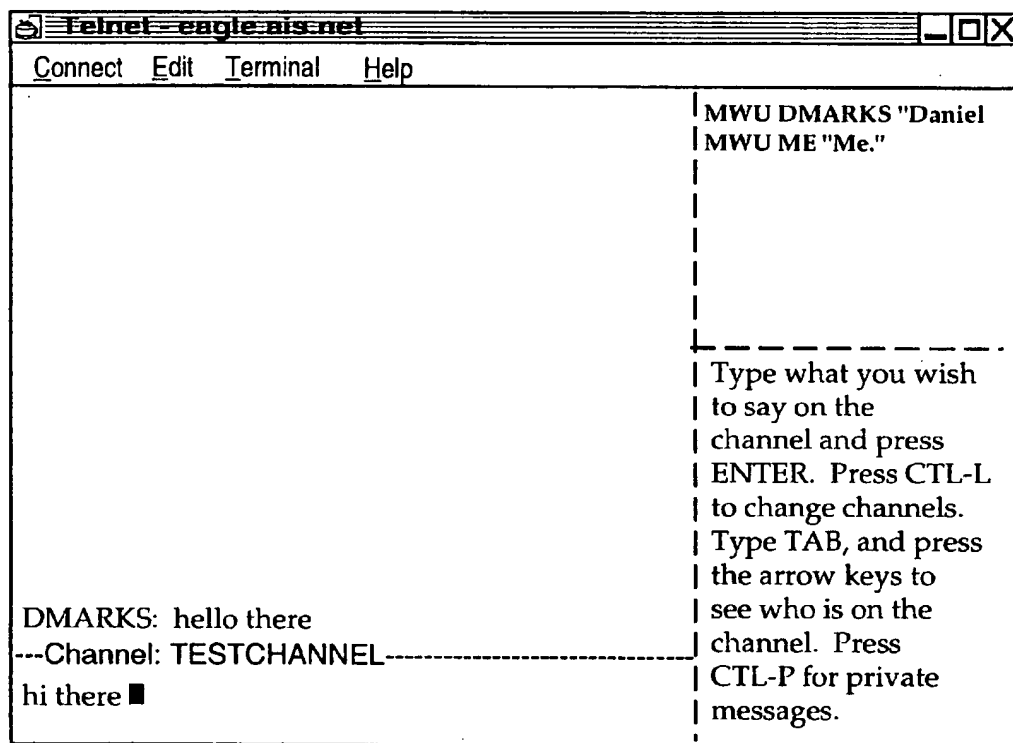 Telnet - eagle.ais.net
Connect Edit Terminal Help
MWU DMARKS "Daniel
MWU ME "Me."
Type what you wish
to say on the
channel and press
ENTER. Press CTL-L
to change channels.
Type TAB, and press
the arrow keys to
see who is on the
channel. Press
CTL-P for private
messages.
DMARKS: hello there
---Channel: TESTCHANNEL---
hi there